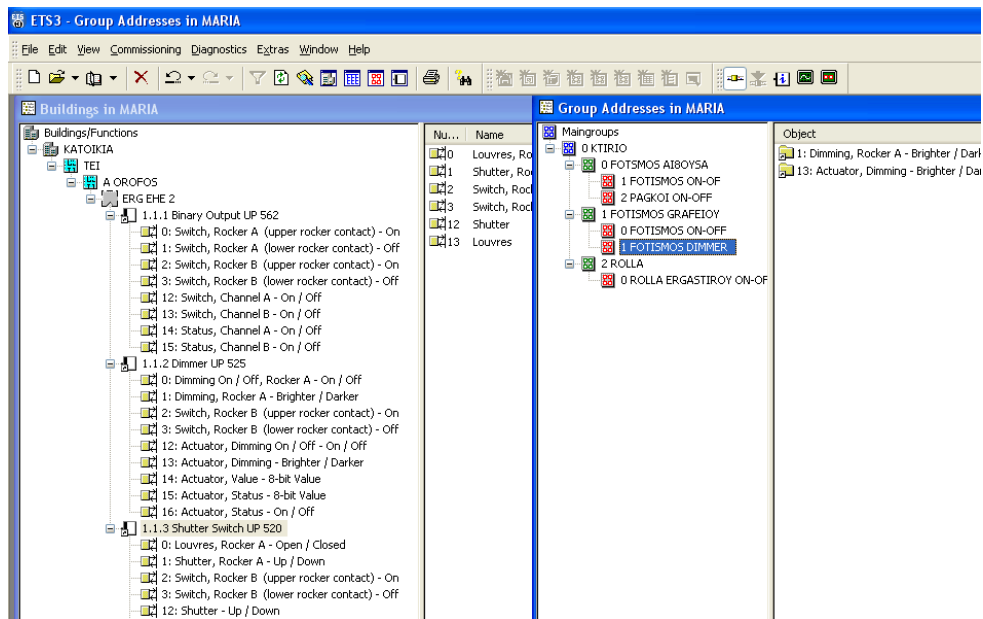 ETS3 - Group Addresses in MARIA
File Edit View Commissioning Diagnostics Extras Window Help
Buildings in MARIA
Buildings/Functions
KATOIKIA
TEI
A OROFOS
ERG EHE 2
1.1.1 Binary Output UP 562
0: Switch, Rocker A (upper rocker contact) - On
1: Switch, Rocker A (lower rocker contact) - Off
2: Switch, Rocker B (upper rocker contact) - On
3: Switch, Rocker B (lower rocker contact) - Off
12: Switch, Channel A - On / Off
13: Switch, Channel B - On / Off
14: Status, Channel A - On / Off
15: Status, Channel B - On / Off
1.1.2 Dimmer UP 525
0: Dimming On / Off, Rocker A - On / Off
1: Dimming, Rocker A - Brighter / Darker
2: Switch, Rocker B (upper rocker contact) - On
3: Switch, Rocker B (lower rocker contact) - Off
12: Actuator, Dimming On / Off - On / Off
13: Actuator, Dimming - Brighter / Darker
14: Actuator, Value - 8-bit Value
15: Actuator, Status - 8-bit Value
16: Actuator, Status - On / Off
1.1.3 Shutter Switch UP 520
0: Louvres, Rocker A - Open / Closed
1: Shutter, Rocker A - Up / Down
2: Switch, Rocker B (upper rocker contact) - On
3: Switch, Rocker B (lower rocker contact) - Off
12: Shutter - Up / Down
Nu... Name
0 Louvres, Ro
1 Shutter, Ro
2 Switch, Rocl
3 Switch, Rocl
12 Shutter
13 Louvres
Group Addresses in MARIA
Maingroups
0 KTIRIO
0 FOTSMOS AI8OYSA
1 FOTISMOS ON-OF
2 PAGKOI ON-OFF
1 FOTISMOS GRAFEIOY
0 FOTISMOS ON-OFF
1 FOTISMOS DIMMER
2 ROLLA
0 ROLLA ERGASTIROY ON-OF
Object
1: Dimming, Rocker A - Brighter / Dark
13: Actuator, Dimming - Brighter / Da